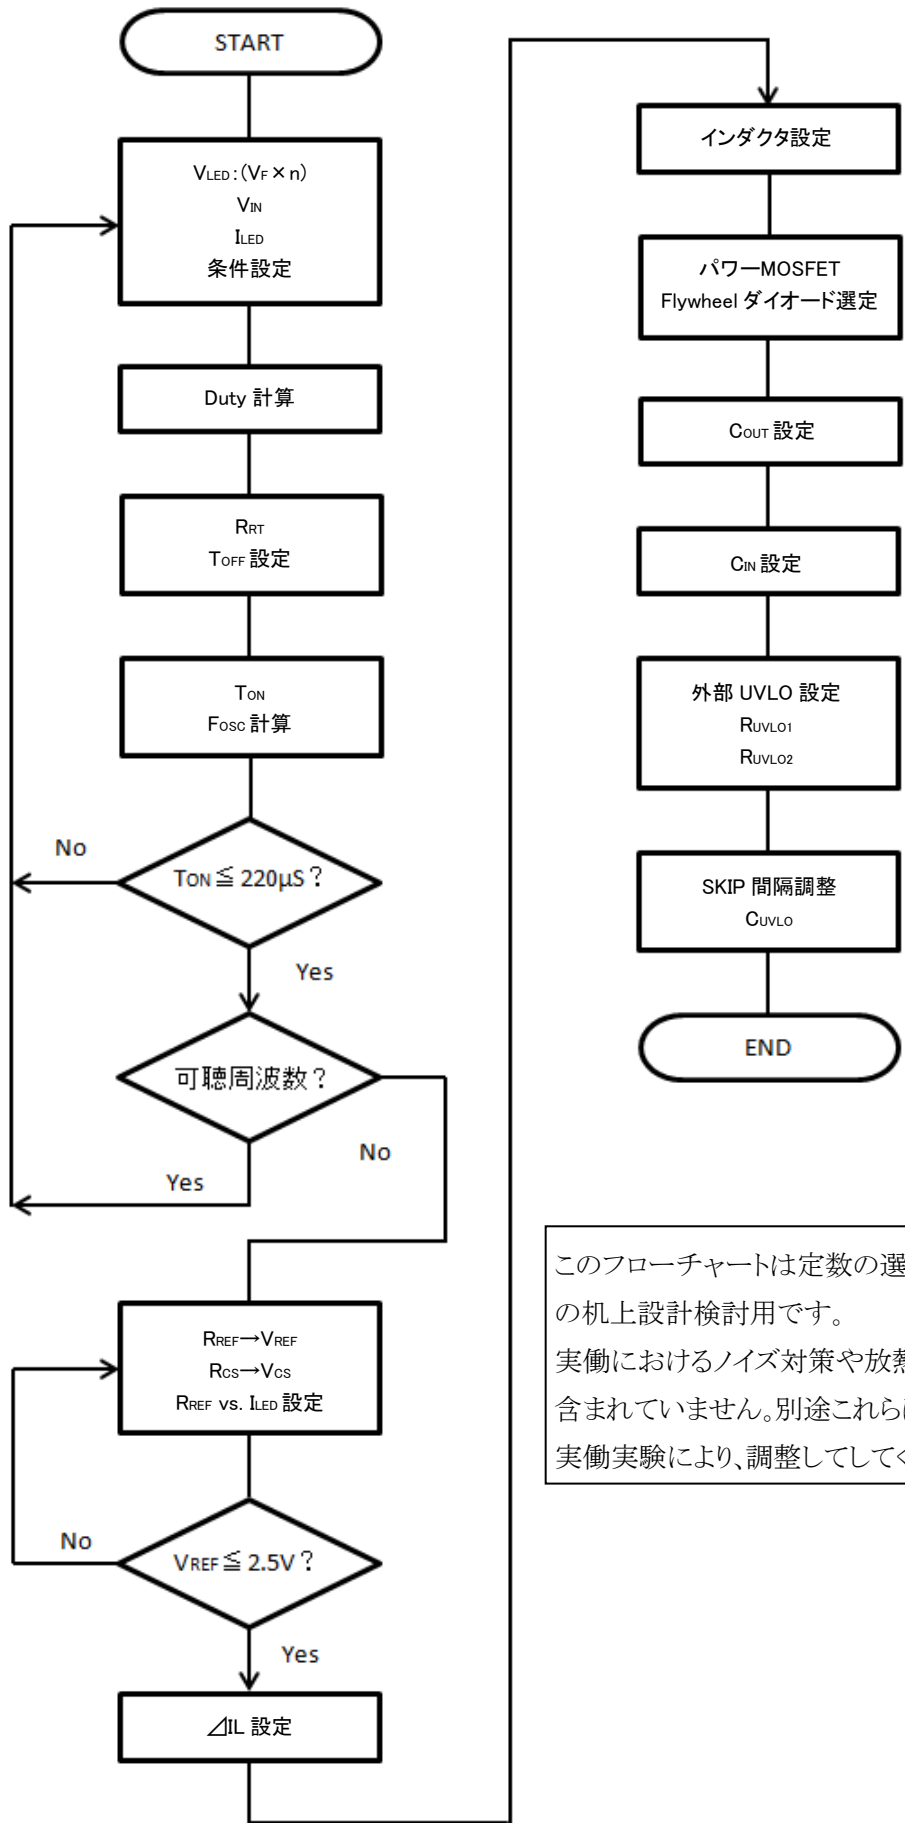 START
VLED:(VF×n)
VIN
ILED
条件設定
Duty 計算
RRT
TOFF 設定
TON
FOSC 計算
TON≦220μS?
No
Yes
可聴周波数?
No
Yes
RREF→VREF
RCS→VCS
RREF vs. ILED 設定
VREF≦2.5V?
No
Yes
⊿IL 設定
インダクタ設定
パワーMOSFET
Flywheel ダイオード選定
COUT 設定
CIN 設定
外部 UVLO 設定
RUVLO1
RUVLO2
SKIP 間隔調整
CUVLO
END
このフローチャートは定数の選
の机上設計検討用です。
実働におけるノイズ対策や放
含まれていません。別途これら
実働実験により、調整してして